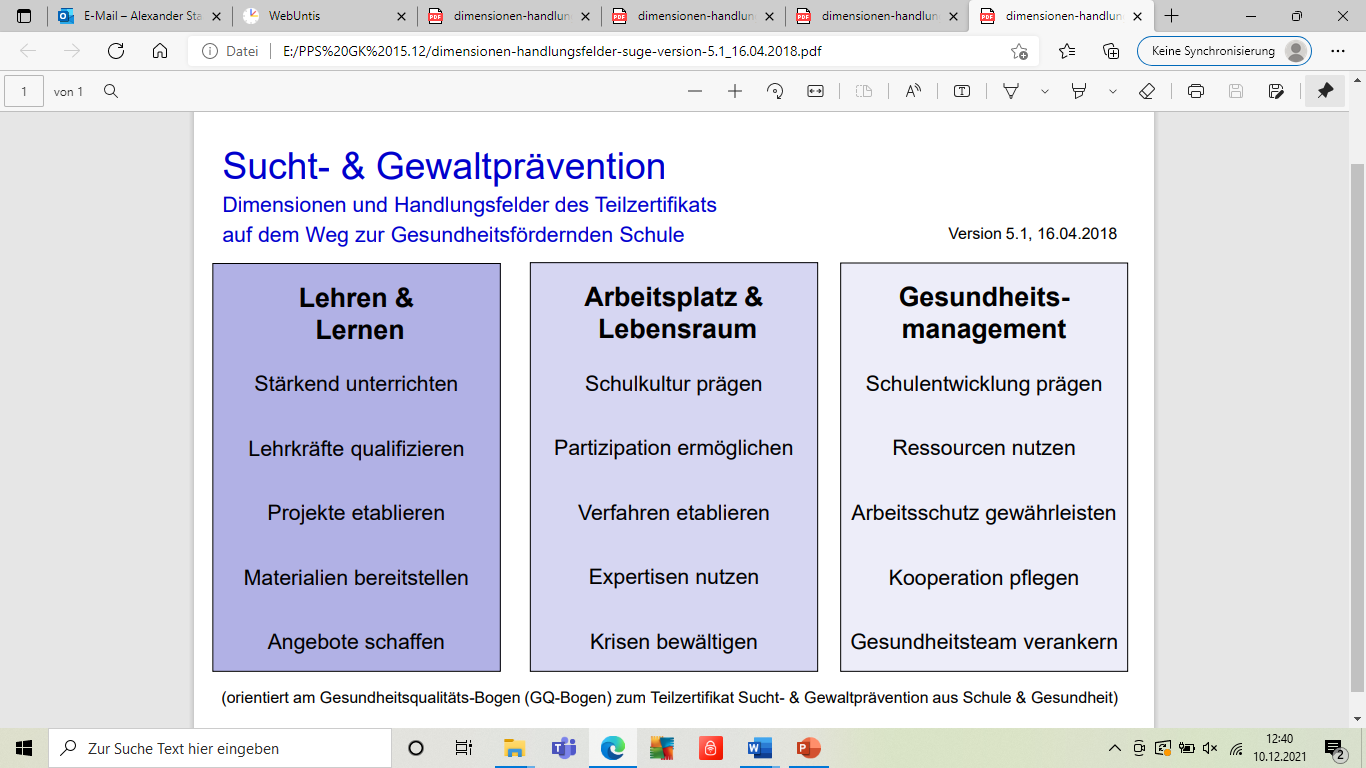 E-Mail – Alexander Sta
WebUntis
dimensionen-handlun
dimensionen-handlun
dimensionen-handlun
dimensionen-handlun
Datei
E:/PPS%20GK%2015.12/dimensionen-handlungsfelder-suge-version-5.1_16.04.2018.pdf
Keine Synchronisierung
1 von 1
Sucht- & Gewaltprävention
Dimensionen und Handlungsfelder des Teilzertifikats
auf dem Weg zur Gesundheitsfördernden Schule
Version 5.1, 16.04.2018
Lehren &
Lernen
Stärkend unterrichten
Lehrkräfte qualifizieren
Projekte etablieren
Materialien bereitstellen
Angebote schaffen
Arbeitsplatz &
Lebensraum
Schulkultur prägen
Partizipation ermöglichen
Verfahren etablieren
Expertisen nutzen
Krisen bewältigen
Gesundheits-
management
Schulentwicklung prägen
Ressourcen nutzen
Arbeitsschutz gewährleisten
Kooperation pflegen
Gesundheitsteam verankern
(orientiert am Gesundheitsqualitäts-Bogen (GQ-Bogen) zum Teilzertifikat Sucht- & Gewaltprävention aus Schule & Gesundheit)
Zur Suche Text hier eingeben
12:40
10.12.2021
2